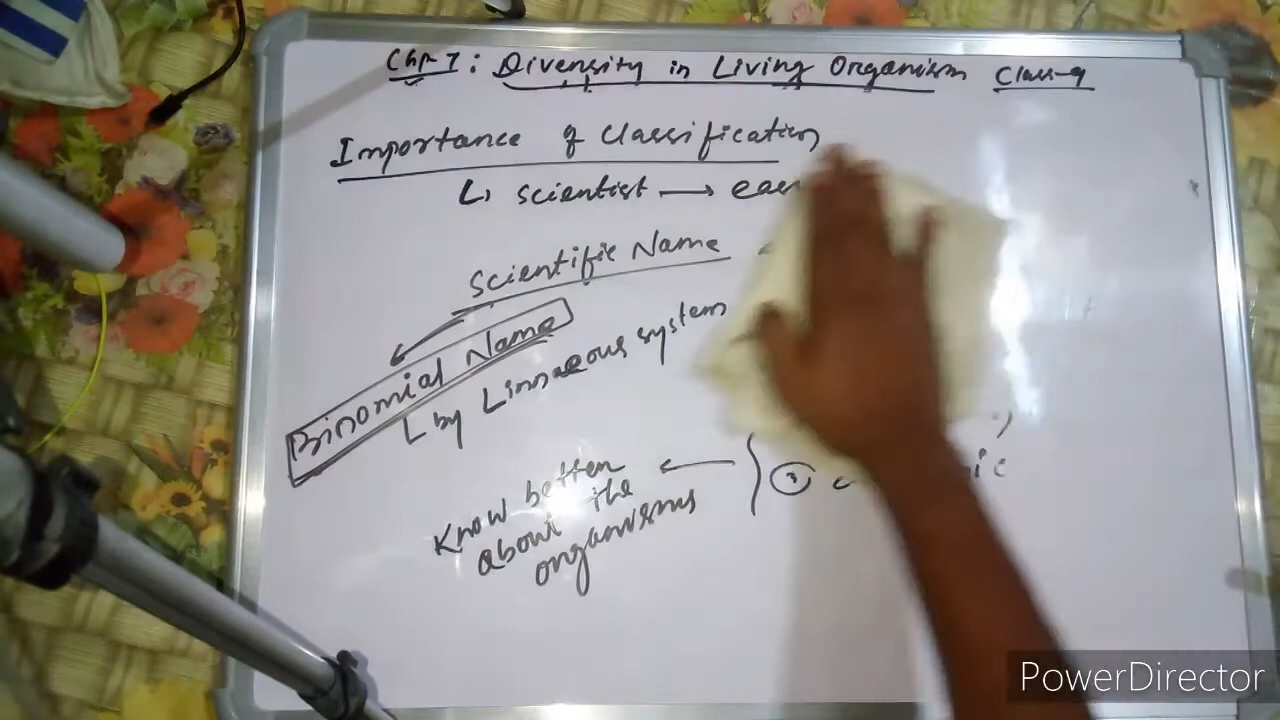 Chp-7: Diversity in Living Organism Class-9
Importance of Classification
↳ scientist →
Scientific Name
Binomial Name
by Linnaeous system
Know better
about the
organisms
PowerDirector